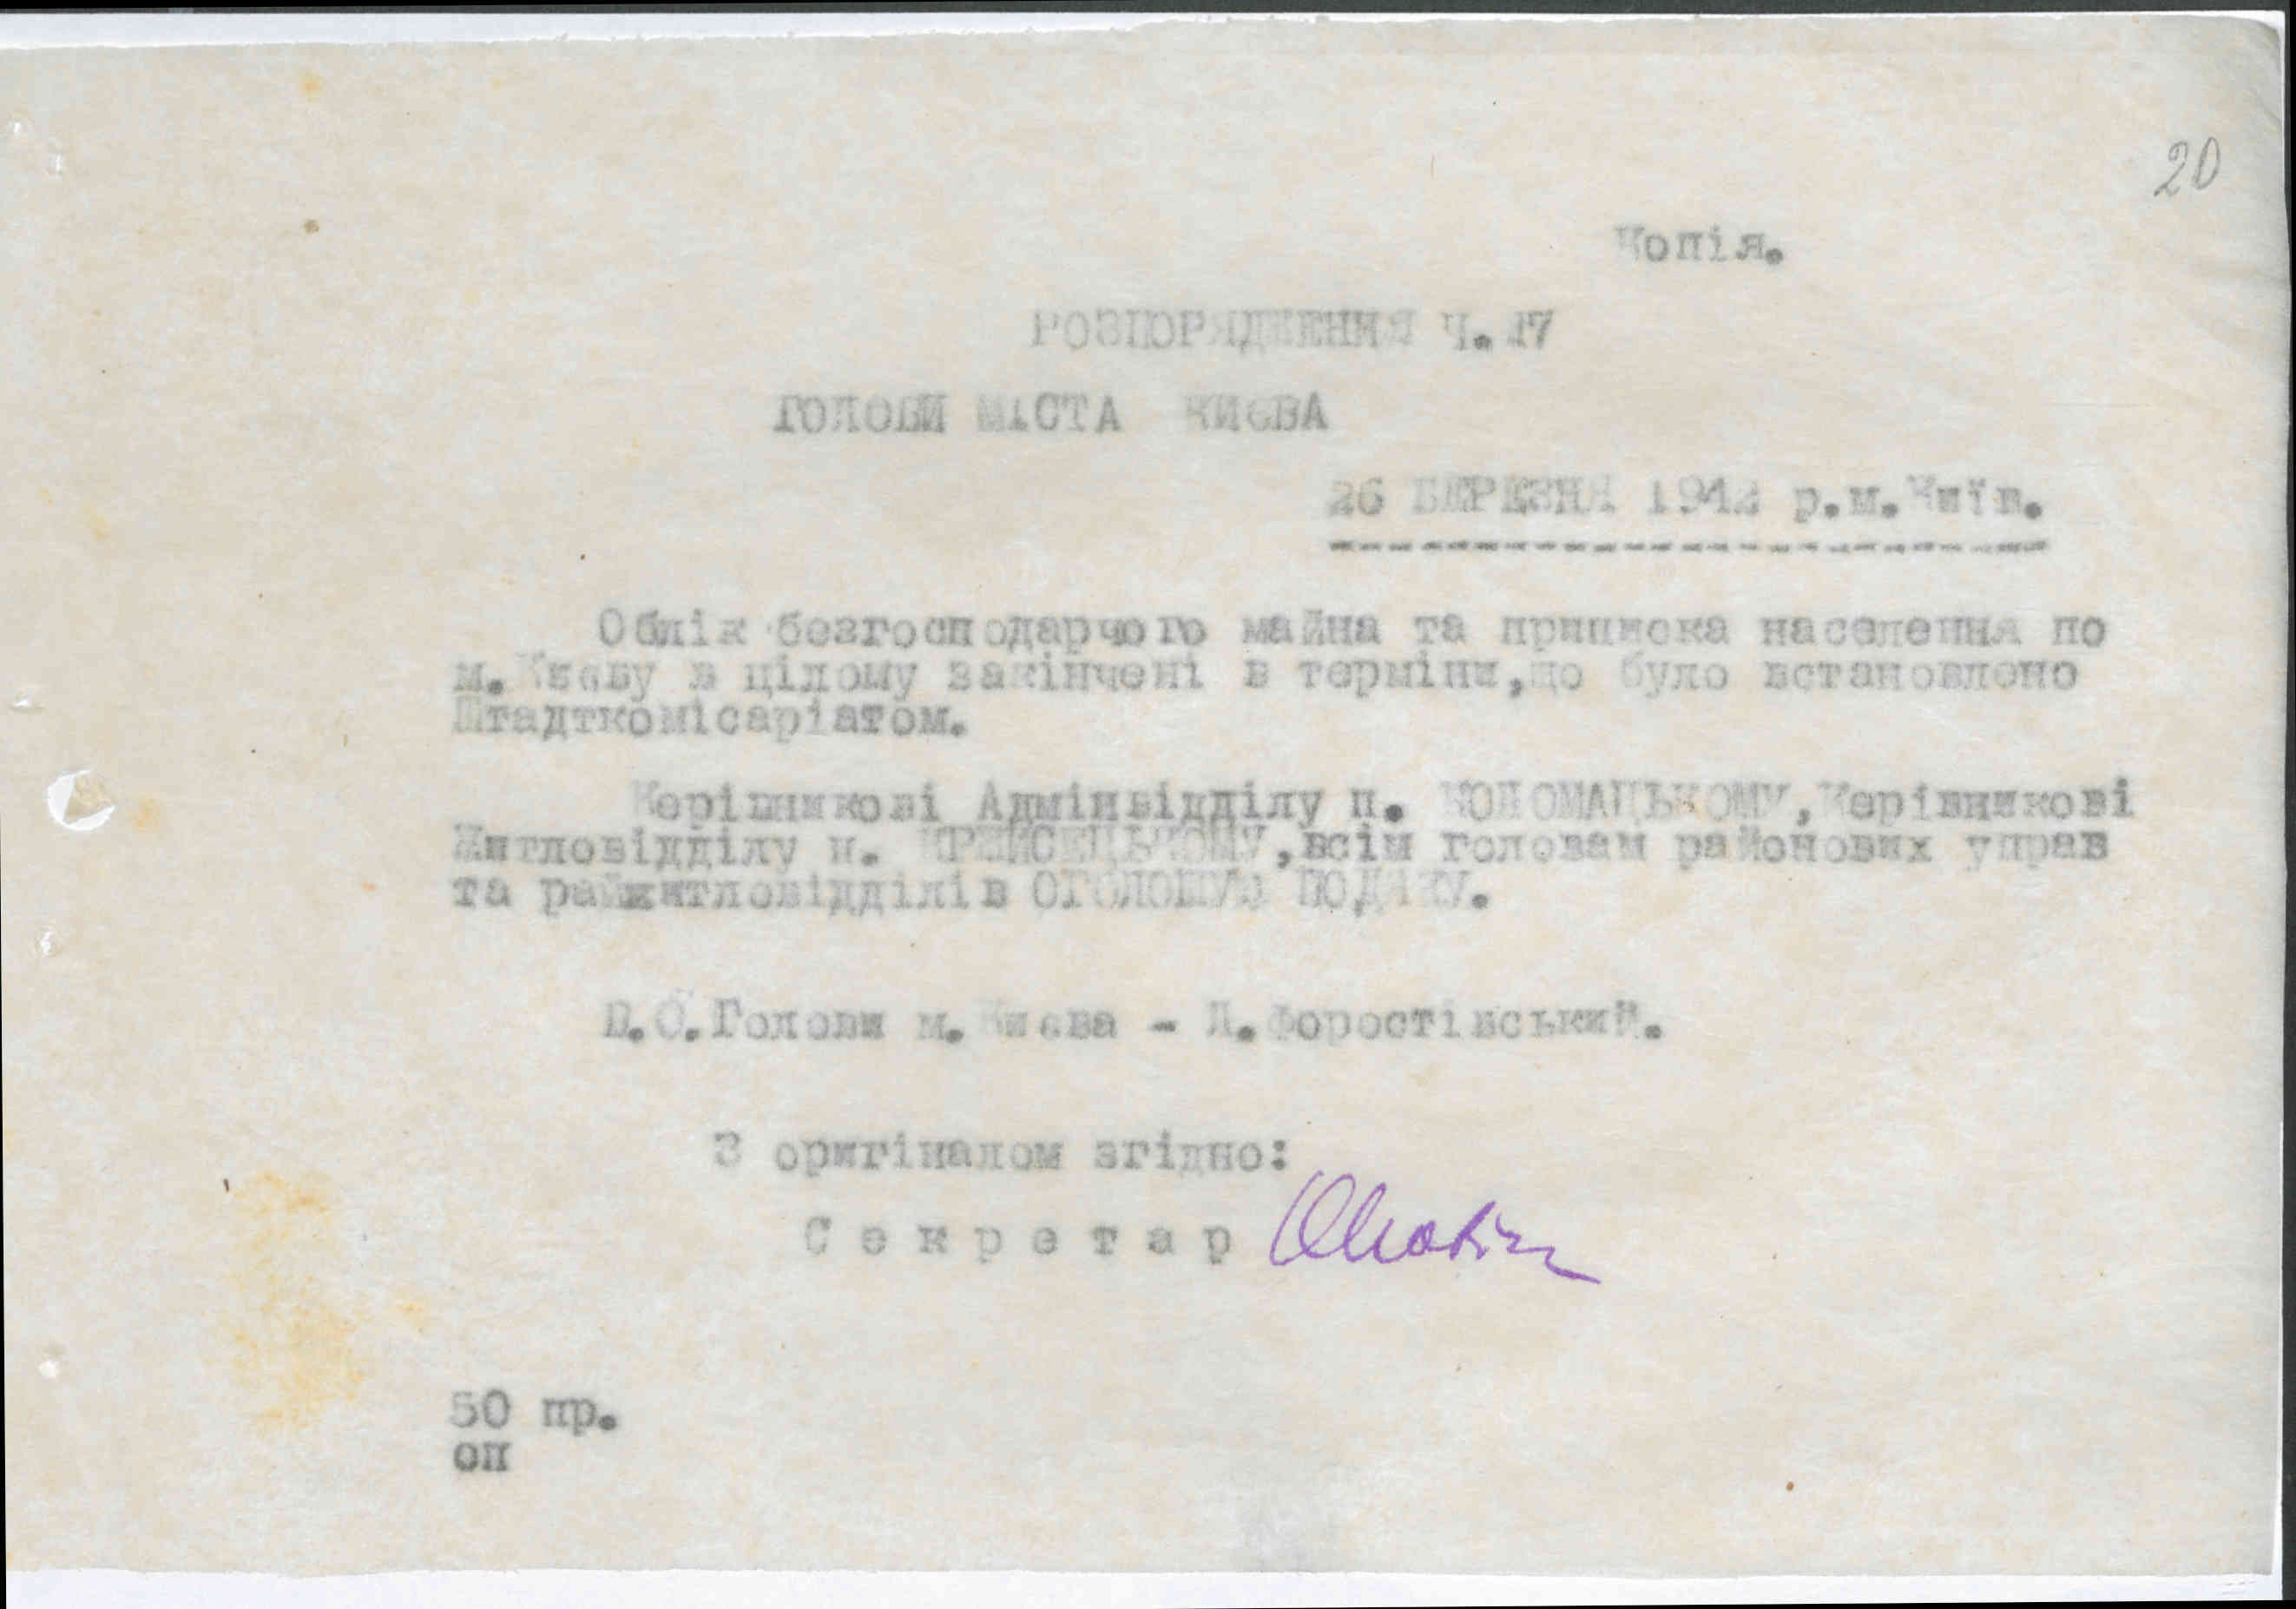 20
Копія.
РОЗПОРЯДЖЕННЯ Ч. 17
ГОЛОВИ МІСТА КИЄВА
26 БЕРЕЗНЯ 1942 р.м.Київ.
Облік безгосподарчого майна та приписка населення по
м.Києву в цілому закінчені в терміни,що було встановлено
Штадткомісаріатом.
Керівникові Адмінвідділу п. КОЛОМАЦЬКОМУ,Керівникові
Житловідділу п. ,всім головам районових управ
та райжитловідділів ОГОЛОШУЮ ПОДЯКУ.
В.О.Голови м.Києва - Л.Форостівський.
З оригіналом згідно:
Секретар
50 пр.
оп